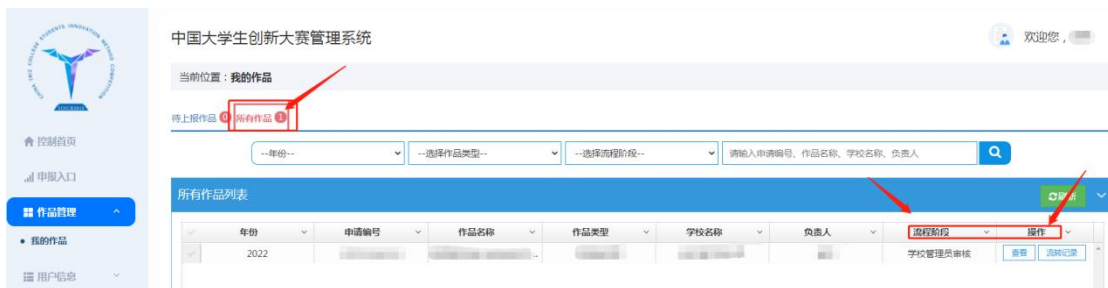 中国大学生创新大赛管理系统
欢迎您，
当前位置：我的作品
待上报作品 0 所有作品 1
控制首页
--年份-- --选择作品类型-- --选择流程阶段-- 请输入申请编号、作品名称、学校名称、负责人
申报入口
所有作品列表
作品管理
年份 申请编号 作品名称 作品类型 学校名称 负责人 流程阶段 操作
我的作品
2022 .. 学校管理员审核 查看 流转记录
用户信息